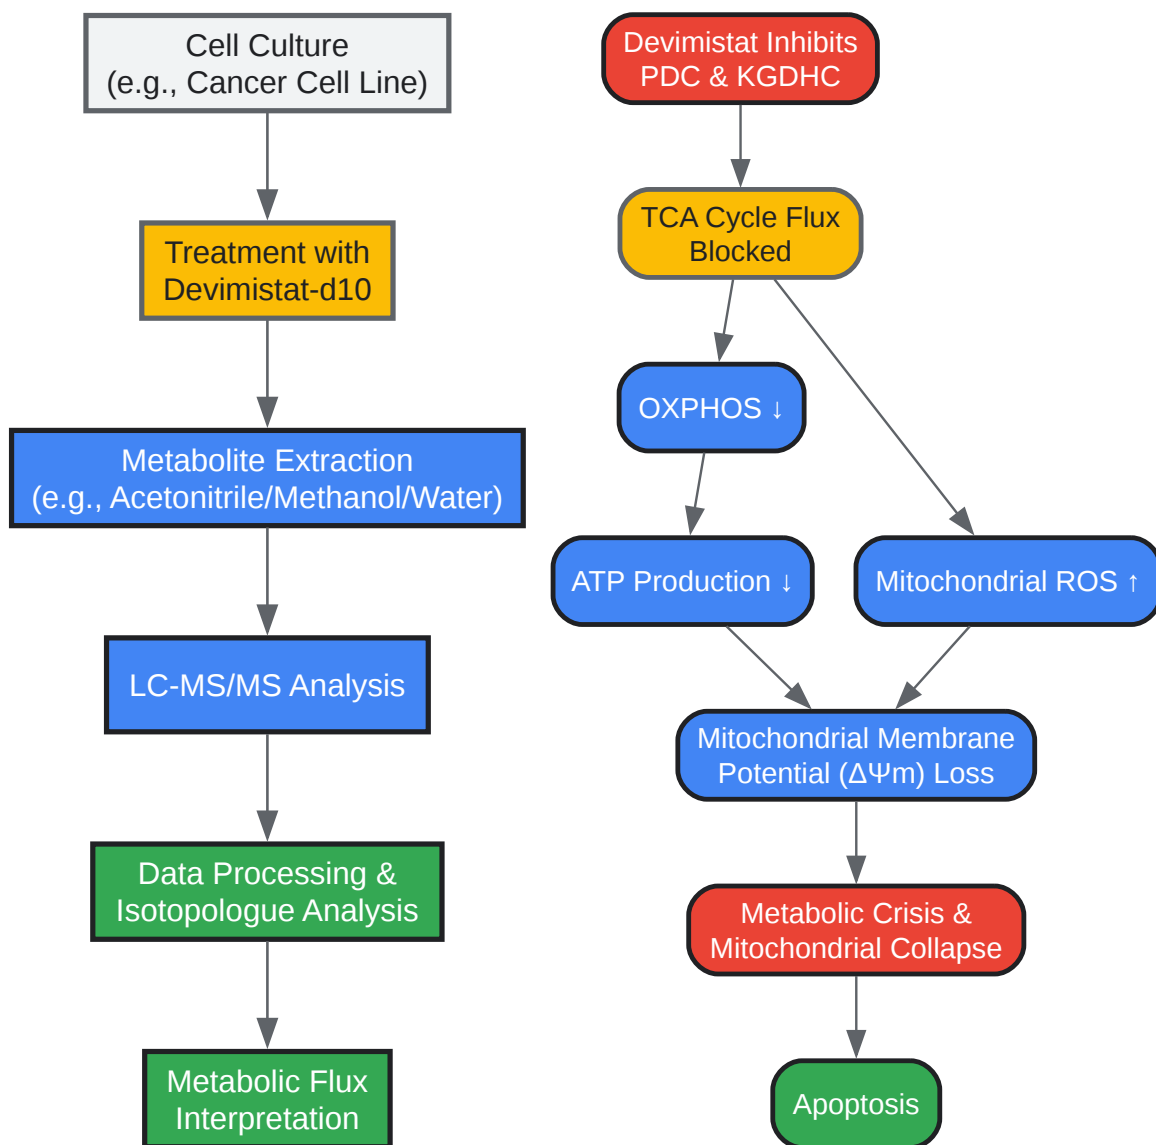 Cell Culture
(e.g., Cancer Cell Line)
Treatment with
Devimistat-d10
Metabolite Extraction
(e.g., Acetonitrile/Methanol/Water)
LC-MS/MS Analysis
Data Processing &
Isotopologue Analysis
Metabolic Flux
Interpretation
Devimistat Inhibits
PDC & KGDHC
TCA Cycle Flux
Blocked
OXPHOS ↓
ATP Production ↓
Mitochondrial ROS ↑
Mitochondrial Membrane
Potential (ΔΨm) Loss
Metabolic Crisis &
Mitochondrial Collapse
Apoptosis